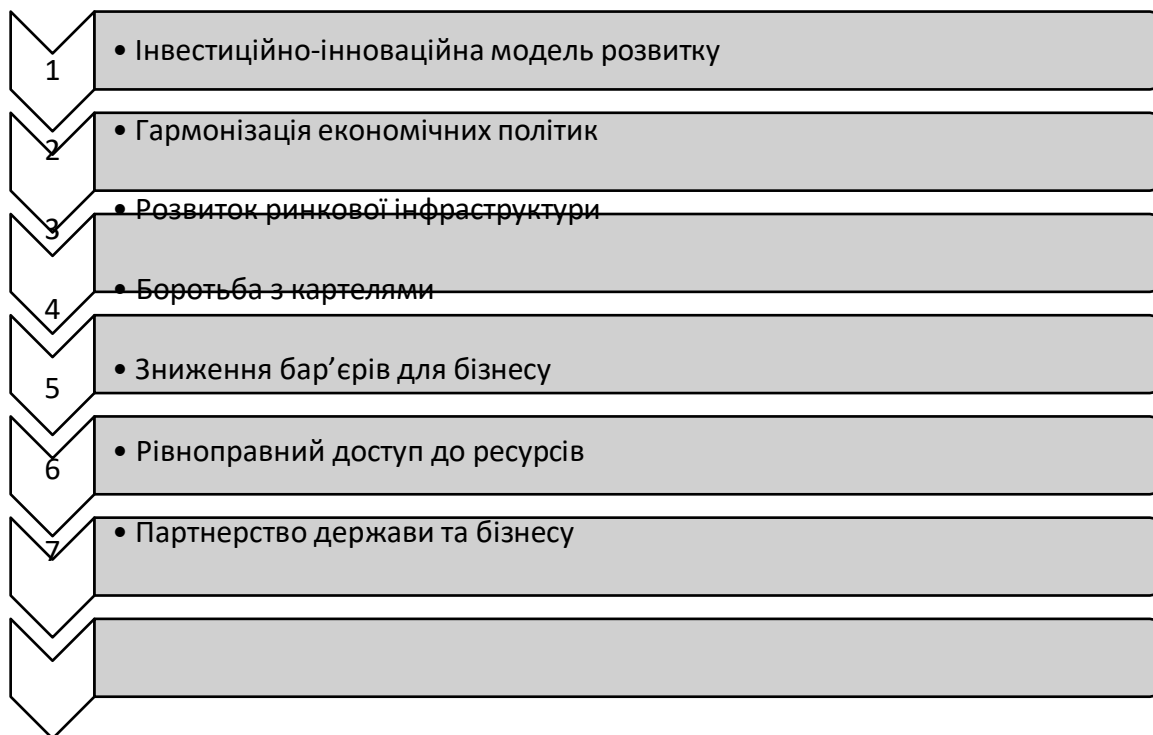 1
• Інвестиційно-інноваційна модель розвитку
2
• Гармонізація економічних політик
3
• Розвиток ринкової інфраструктури
4
• Боротьба з картелями
5
• Зниження бар’єрів для бізнесу
6
• Рівноправний доступ до ресурсів
7
• Партнерство держави та бізнесу